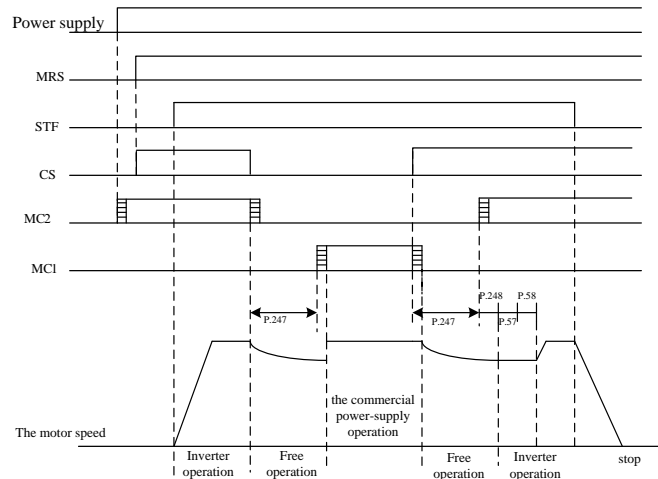 Power supply
MRS
STF
CS
MC2
MC1
P.248
P.58
P.247
P.247
P.57
the commercial
power-supply
operation
The motor speed
Inverter
operation
Free
operation
Free
operation
Inverter
operation
stop